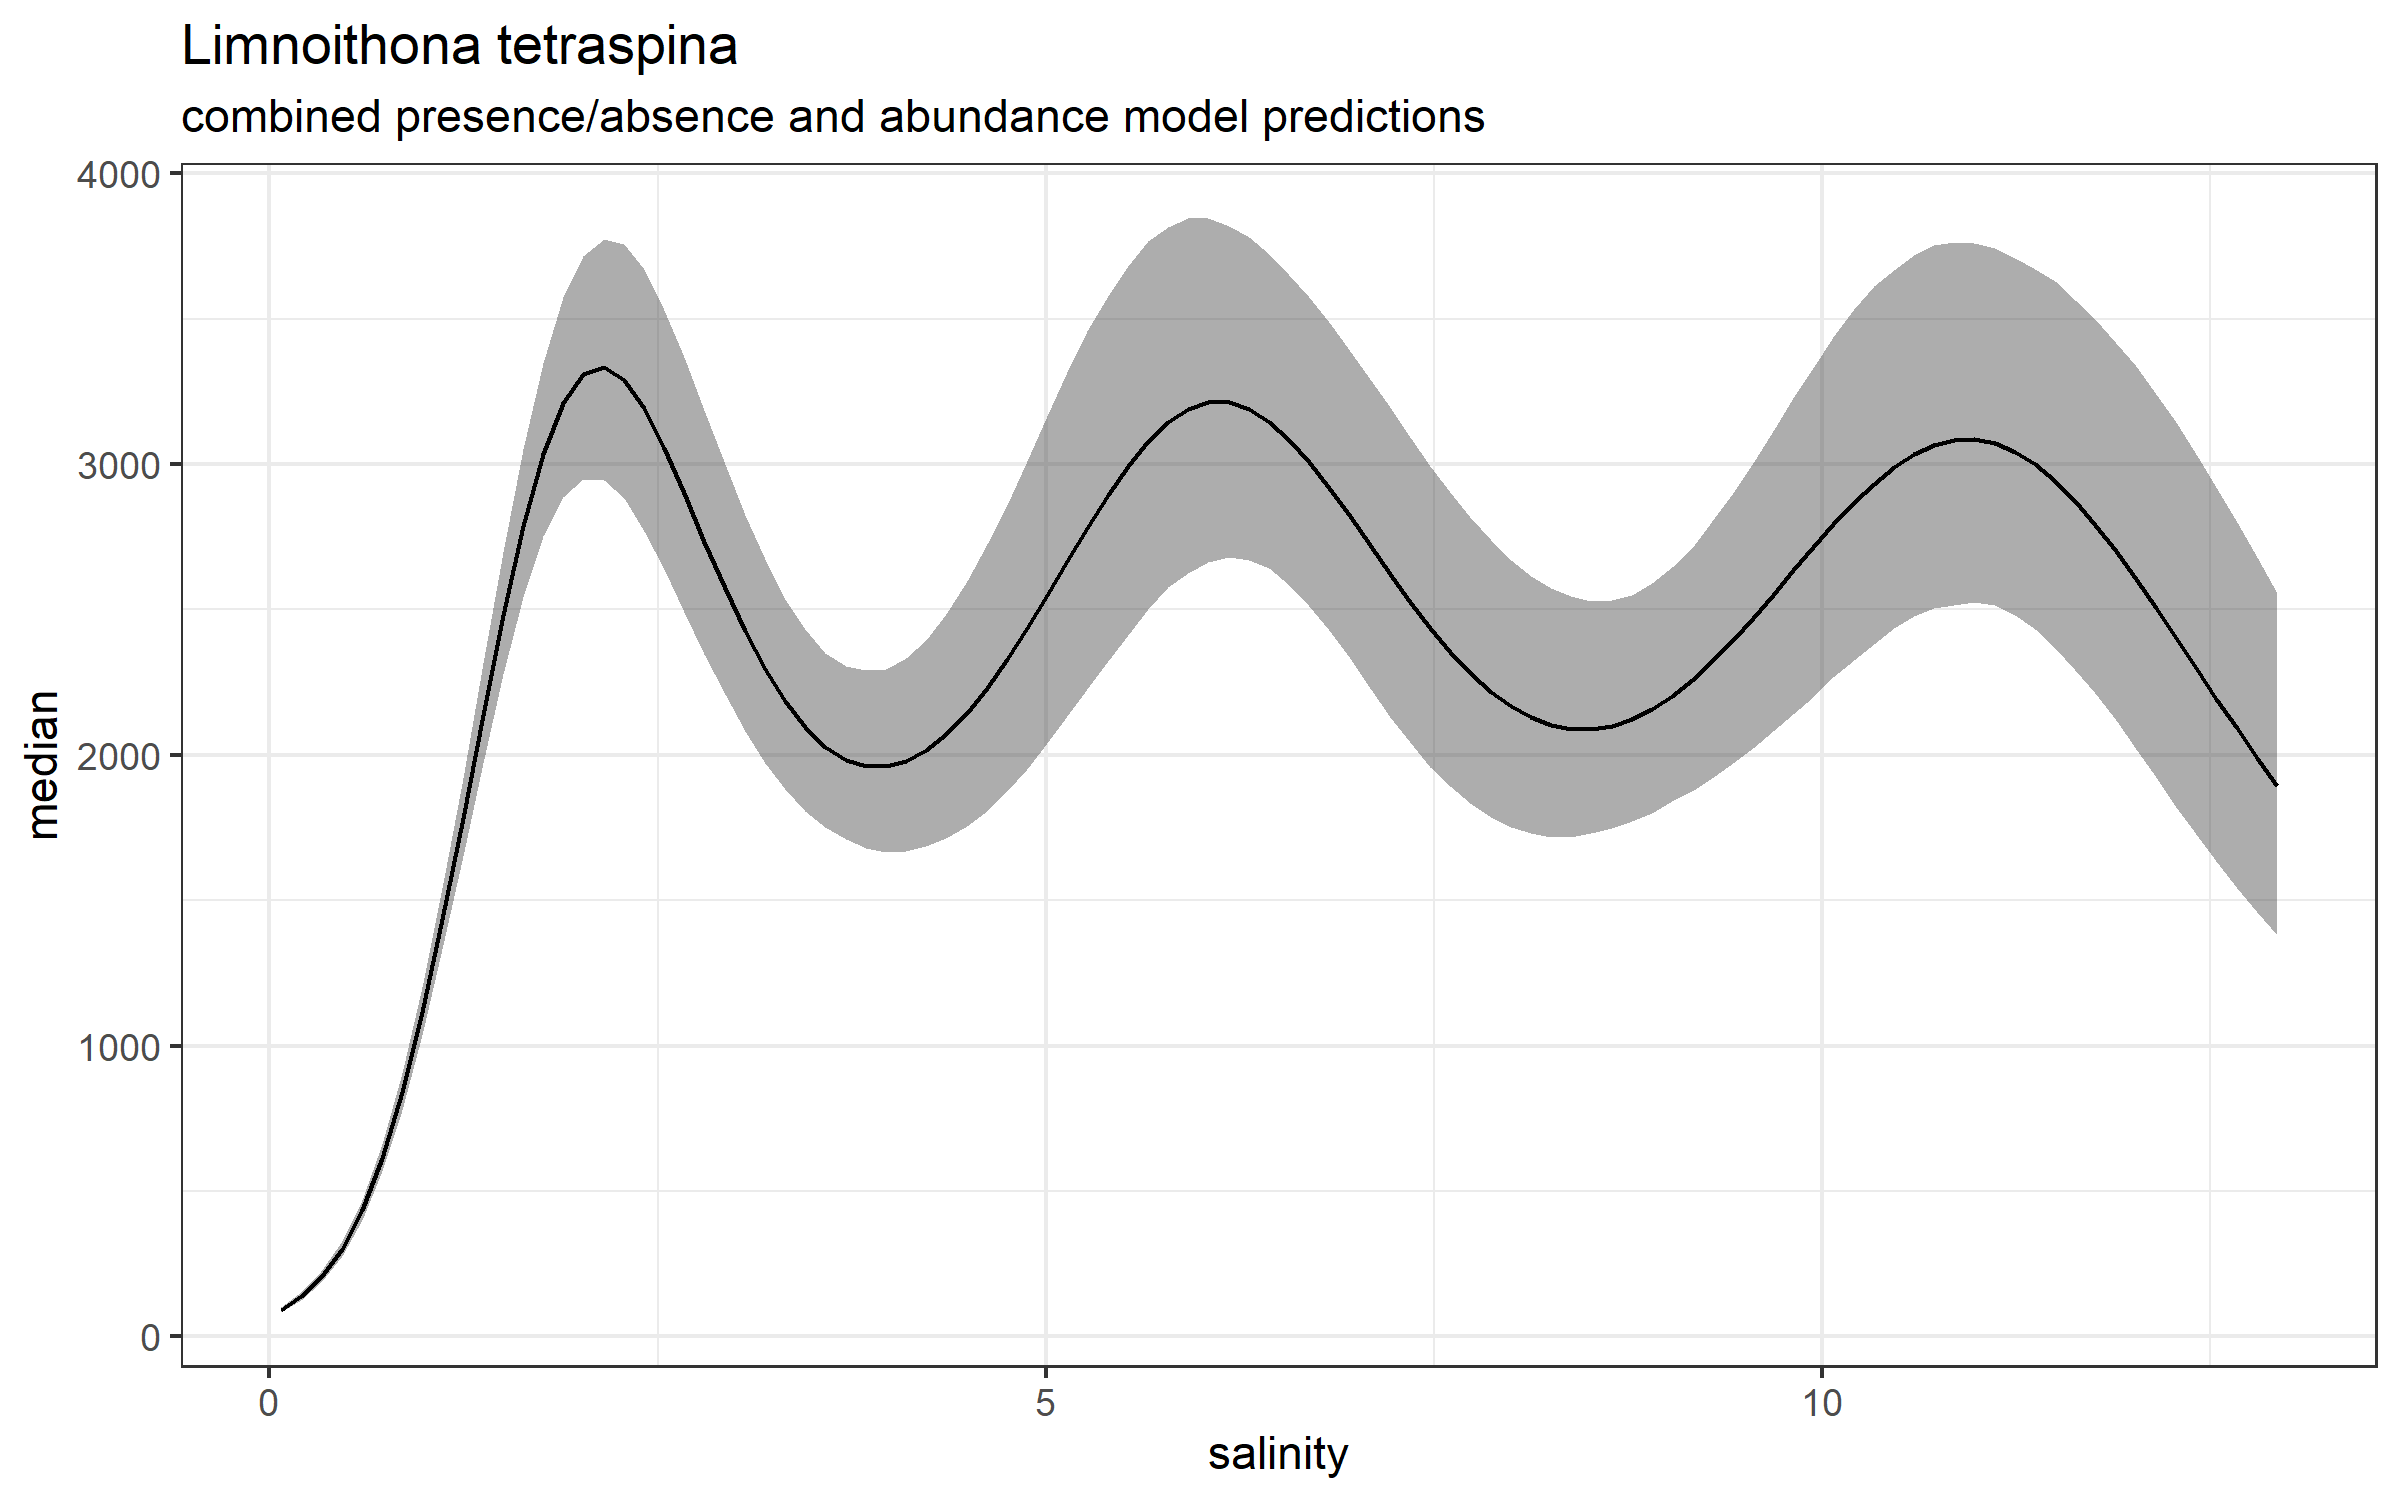 Limnoithona tetraspina
combined presence/absence and abundance model predictions
4000
3000
2000
1000
0
median
0
5
10
salinity